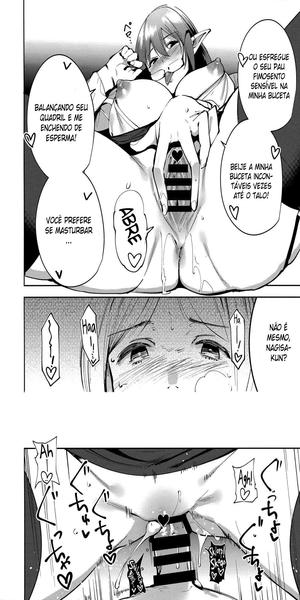 OU ESFREGUE O
SEU PAU
FIMOSENTO
SENSÍVEL NA
MINHA BUCETA
BALANÇANDO SEU
QUADRIL E ME
ENCHENDO DE
ESPERMA!
BEIJE A MINHA
BUCETA INCON-
TÁVEIS VEZES
ATÉ O TALO!
VOCÊ PREFERE
SE MASTURBAR
...
ABRE
Haa
Ha
NÃO É
MESMO,
NAGISA-
KUN?
Ah
Agh!